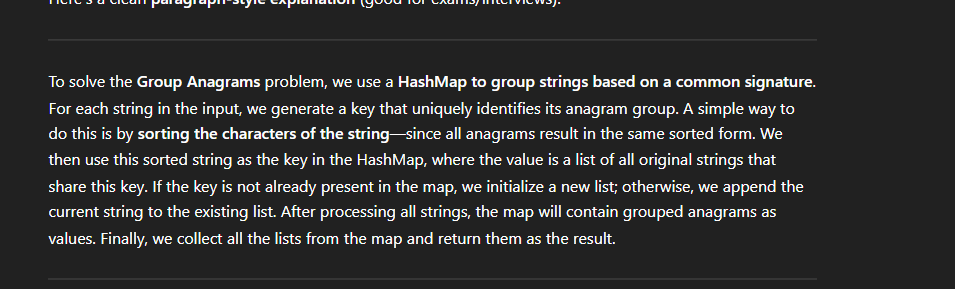 Here's a clean paragraph-style explanation (good for exams/interviews).
To solve the Group Anagrams problem, we use a HashMap to group strings based on a common signature.
For each string in the input, we generate a key that uniquely identifies its anagram group. A simple way to
do this is by sorting the characters of the string—since all anagrams result in the same sorted form. We
then use this sorted string as the key in the HashMap, where the value is a list of all original strings that
share this key. If the key is not already present in the map, we initialize a new list; otherwise, we append the
current string to the existing list. After processing all strings, the map will contain grouped anagrams as
values. Finally, we collect all the lists from the map and return them as the result.